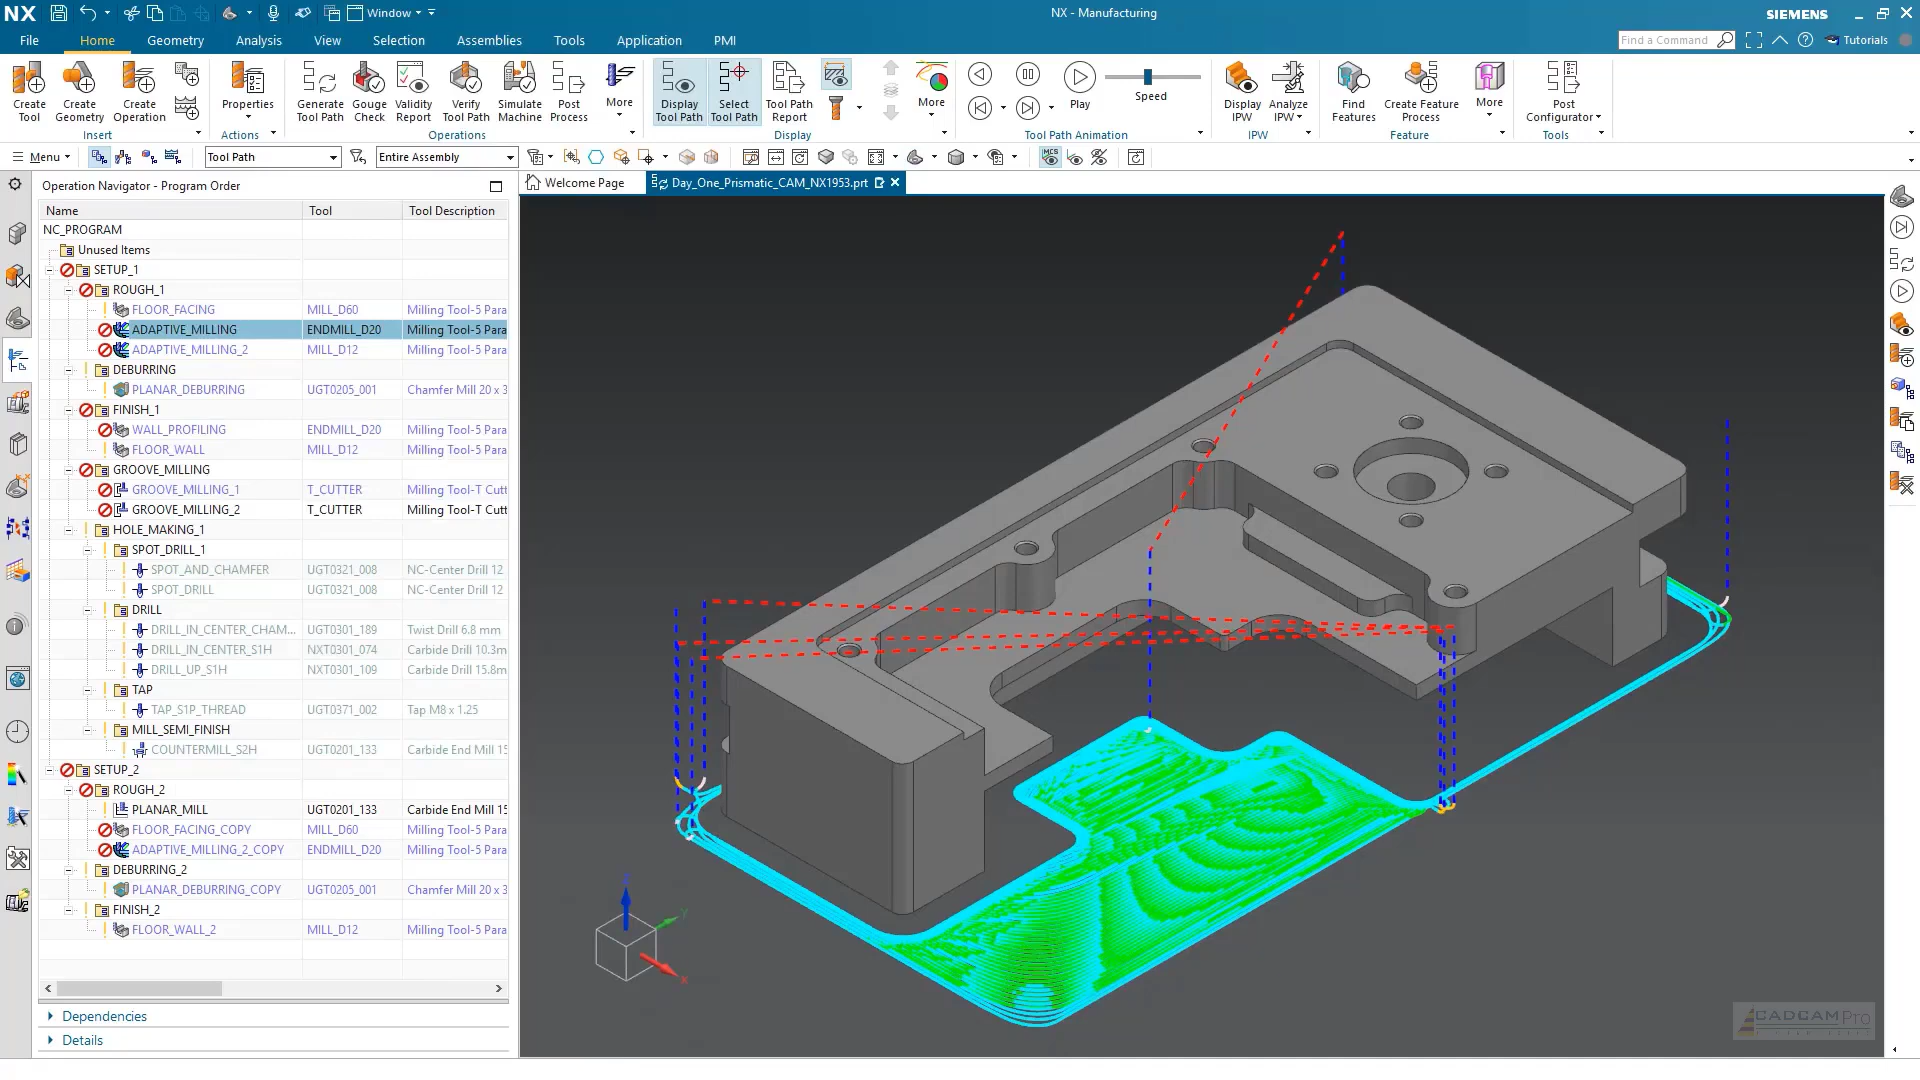 NX
Window
NX - Manufacturing
SIEMENS
File
Home
Geometry
Analysis
View
Selection
Assemblies
Tools
Application
PMI
Find a Command
Tutorials
Create
Tool
Create
Geometry
Create
Operation
Insert
Properties
Actions
Generate
Tool Path
Gouge
Check
Validity
Report
Verify
Tool Path
Simulate
Machine
Post
Process
More
Operations
Display
Tool Path
Select
Tool Path
Tool Path
Report
More
Display
Play
Speed
Tool Path Animation
Display
IPW
Analyze
IPW
IPW
Find
Features
Create Feature
Process
More
Feature
Post
Configurator
Tools
Menu
Tool Path
Entire Assembly
MCS
Operation Navigator - Program Order
Welcome Page
Day_One_Prismatic_CAM_NX1953.prt
Name Tool Tool Description
NC_PROGRAM
Unused Items
SETUP_1
ROUGH_1
FLOOR_FACING MILL_D60 Milling Tool-5 Para
ADAPTIVE_MILLING ENDMILL_D20 Milling Tool-5 Para
ADAPTIVE_MILLING_2 MILL_D12 Milling Tool-5 Para
DEBURRING
PLANAR_DEBURRING UGT0205_001 Chamfer Mill 20 x 3
FINISH_1
WALL_PROFILING ENDMILL_D20 Milling Tool-5 Para
FLOOR_WALL MILL_D12 Milling Tool-5 Para
GROOVE_MILLING
GROOVE_MILLING_1 T_CUTTER Milling Tool-T Cutt
GROOVE_MILLING_2 T_CUTTER Milling Tool-T Cutt
HOLE_MAKING_1
SPOT_DRILL_1
SPOT_AND_CHAMFER UGT0321_008 NC-Center Drill 12
SPOT_DRILL UGT0321_008 NC-Center Drill 12
DRILL
DRILL_IN_CENTER_CHAM... UGT0301_189 Twist Drill 6.8 mm
DRILL_IN_CENTER_S1H NXT0301_074 Carbide Drill 10.3m
DRILL_UP_S1H NXT0301_109 Carbide Drill 15.8m
TAP
TAP_S1P_THREAD UGT0371_002 Tap M8 x 1.25
MILL_SEMI_FINISH
COUNTERMILL_S2H UGT0201_133 Carbide End Mill 15
SETUP_2
ROUGH_2
PLANAR_MILL UGT0201_133 Carbide End Mill 15
FLOOR_FACING_COPY MILL_D60 Milling Tool-5 Para
ADAPTIVE_MILLING_2_COPY ENDMILL_D20 Milling Tool-5 Para
DEBURRING_2
PLANAR_DEBURRING_COPY UGT0205_001 Chamfer Mill 20 x 3
FINISH_2
FLOOR_WALL_2 MILL_D12 Milling Tool-5 Para
Dependencies
Details
Z
Y
X
CADCAMPro